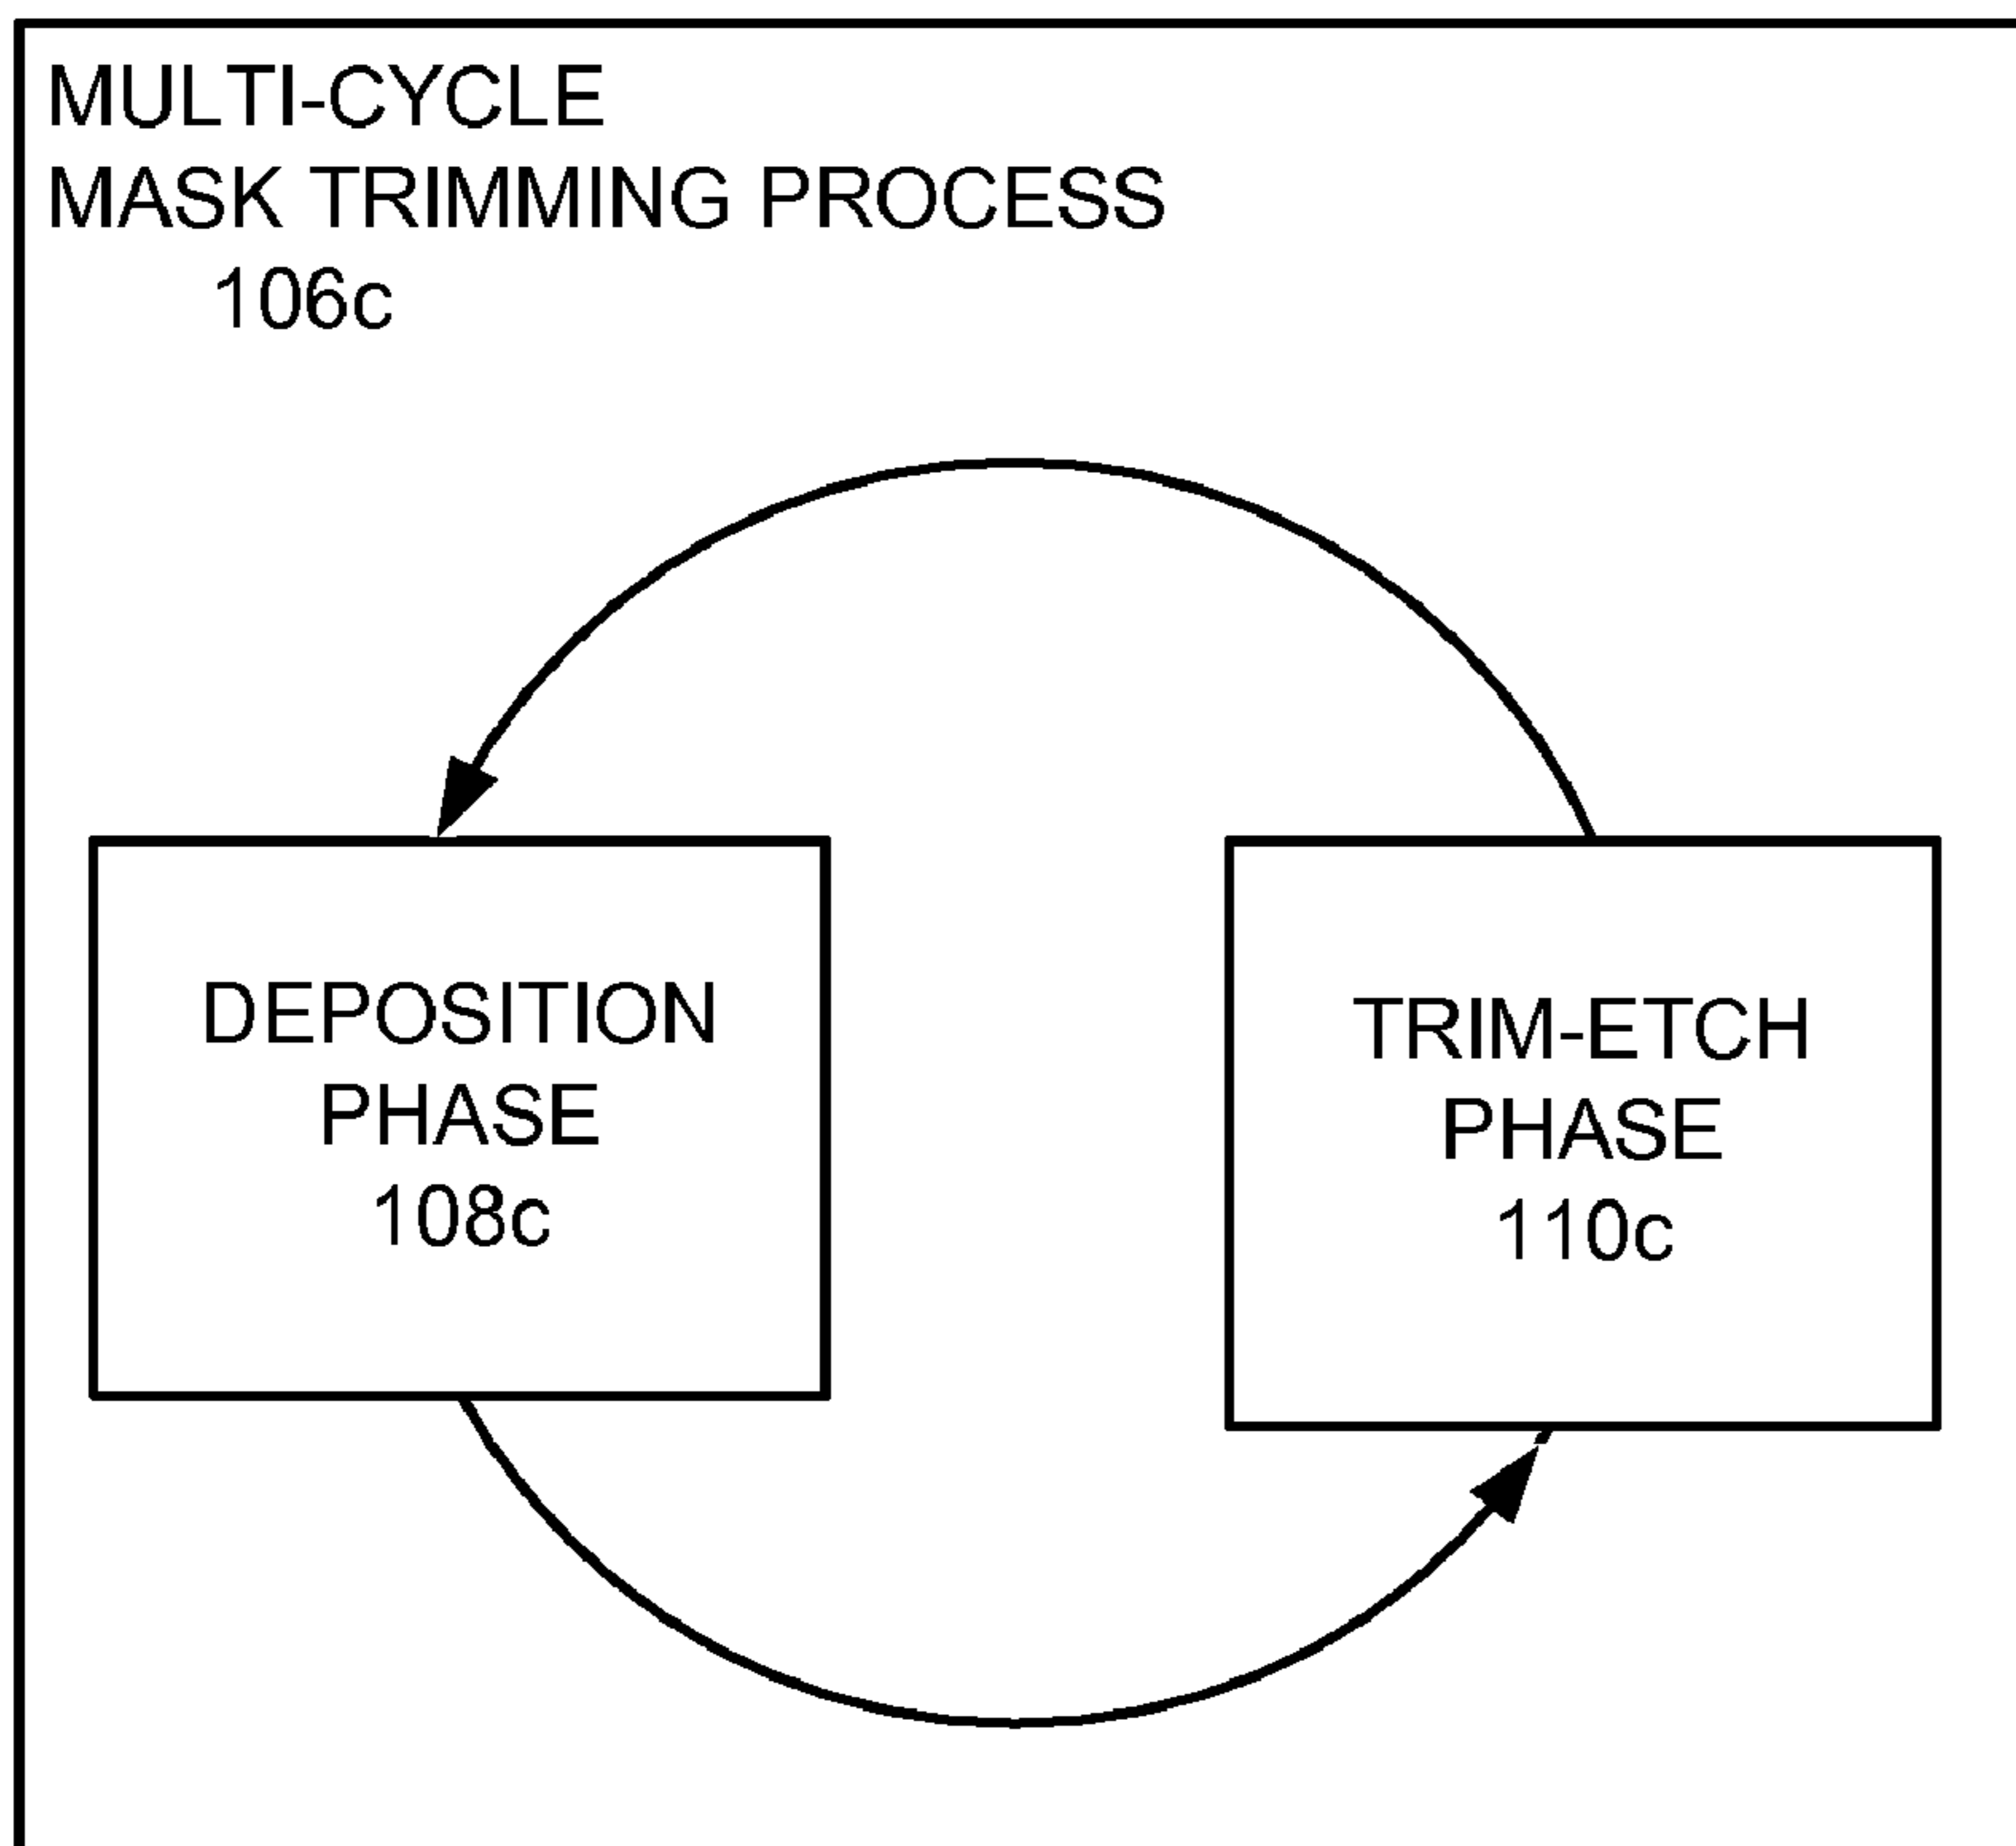 MULTI-CYCLE
MASK TRIMMING PROCESS
106c
DEPOSITION
PHASE
108c
TRIM-ETCH
PHASE
110c